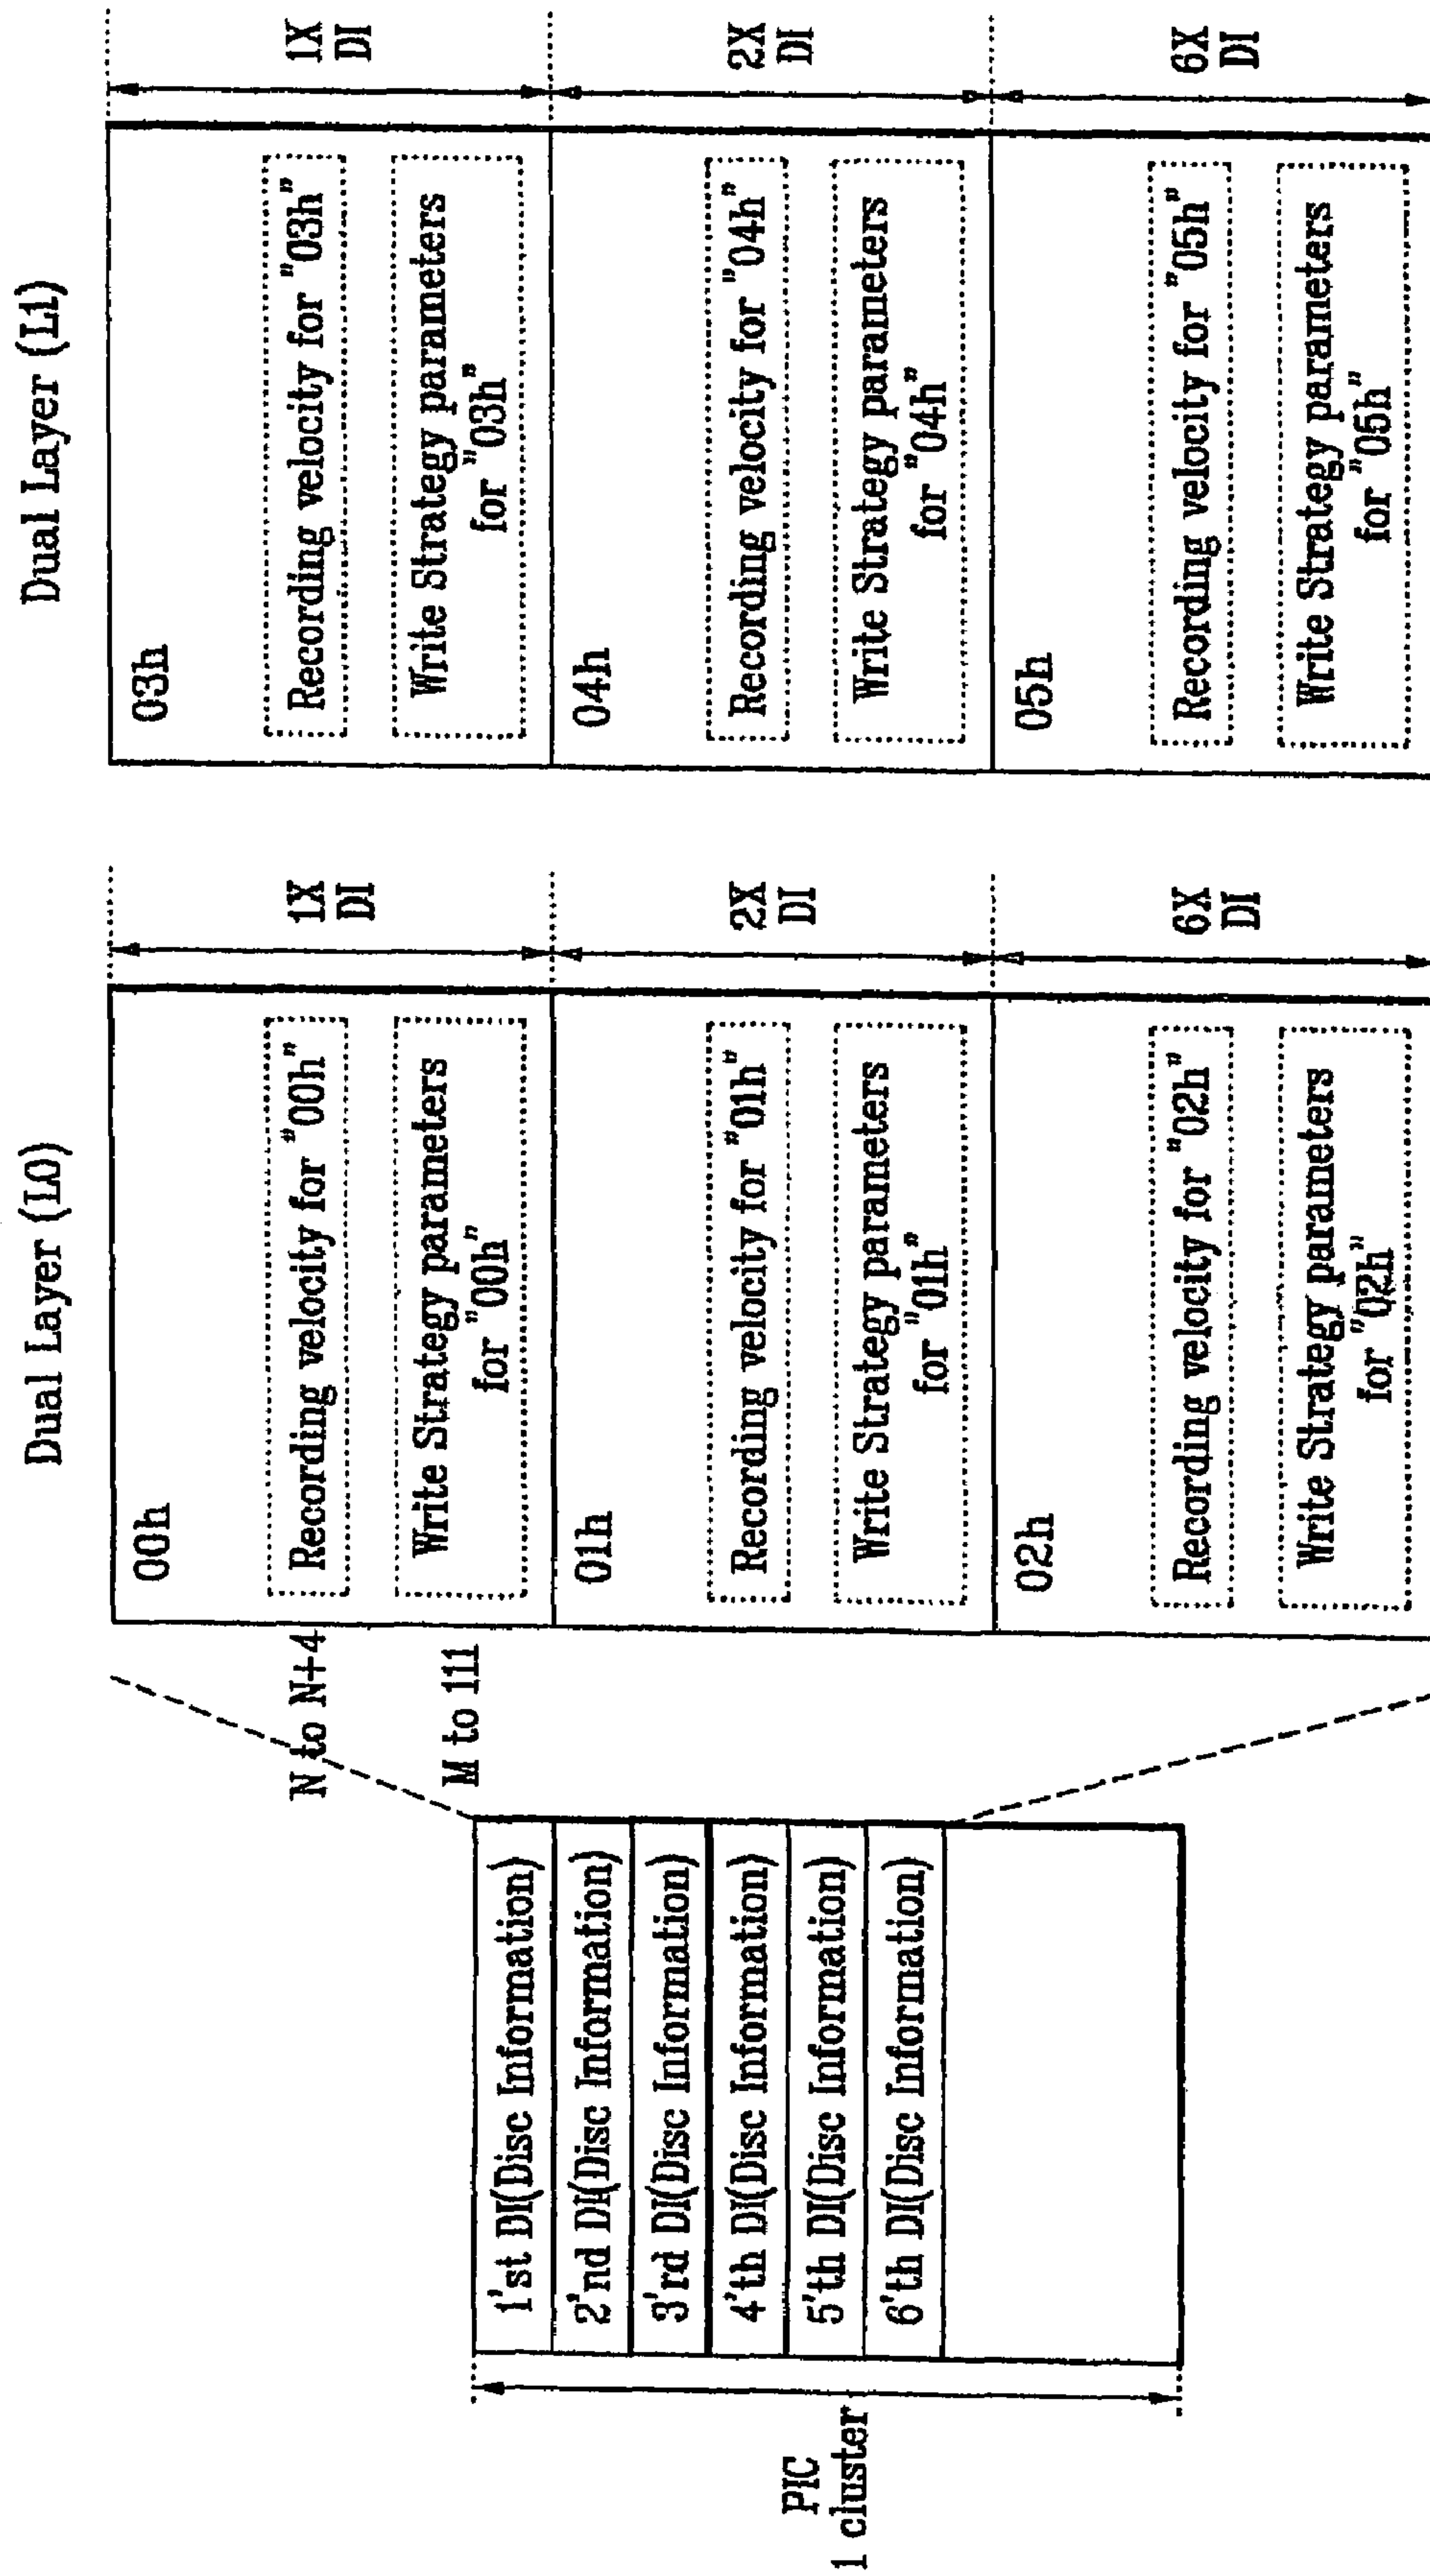 PIC
1 cluster
1'st DI(Disc Information)
2'nd DI(Disc Information)
3'rd DI(Disc Information)
4'th DI(Disc Information)
5'th DI(Disc Information)
6'th DI(Disc Information)
N to N+4
M to 111
Dual Layer (L0)
00h
Recording velocity for "00h"
Write Strategy parameters
for "00h"
1X
DI
01h
Recording velocity for "01h"
Write Strategy parameters
for "01h"
2X
DI
02h
Recording velocity for "02h"
Write Strategy parameters
for "02h"
6X
DI
Dual Layer (L1)
03h
Recording velocity for "03h"
Write Strategy parameters
for "03h"
1X
DI
04h
Recording velocity for "04h"
Write Strategy parameters
for "04h"
2X
DI
05h
Recording velocity for "05h"
Write Strategy parameters
for "05h"
6X
DI